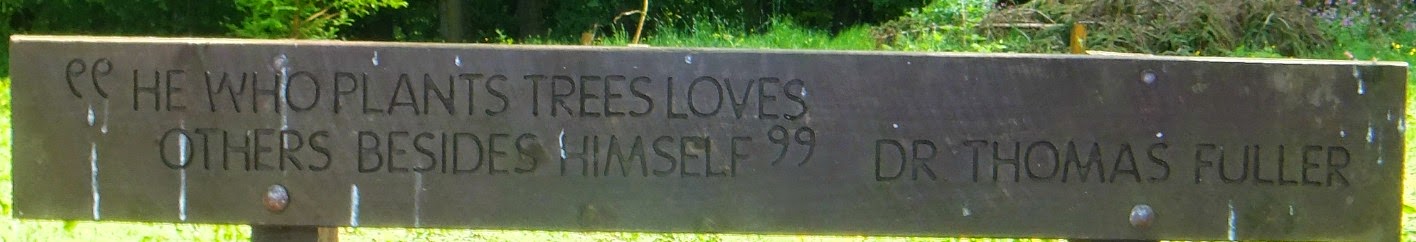 “HE WHO PLANTS TREES LOVES
OTHERS BESIDES HIMSELF” DR THOMAS FULLER